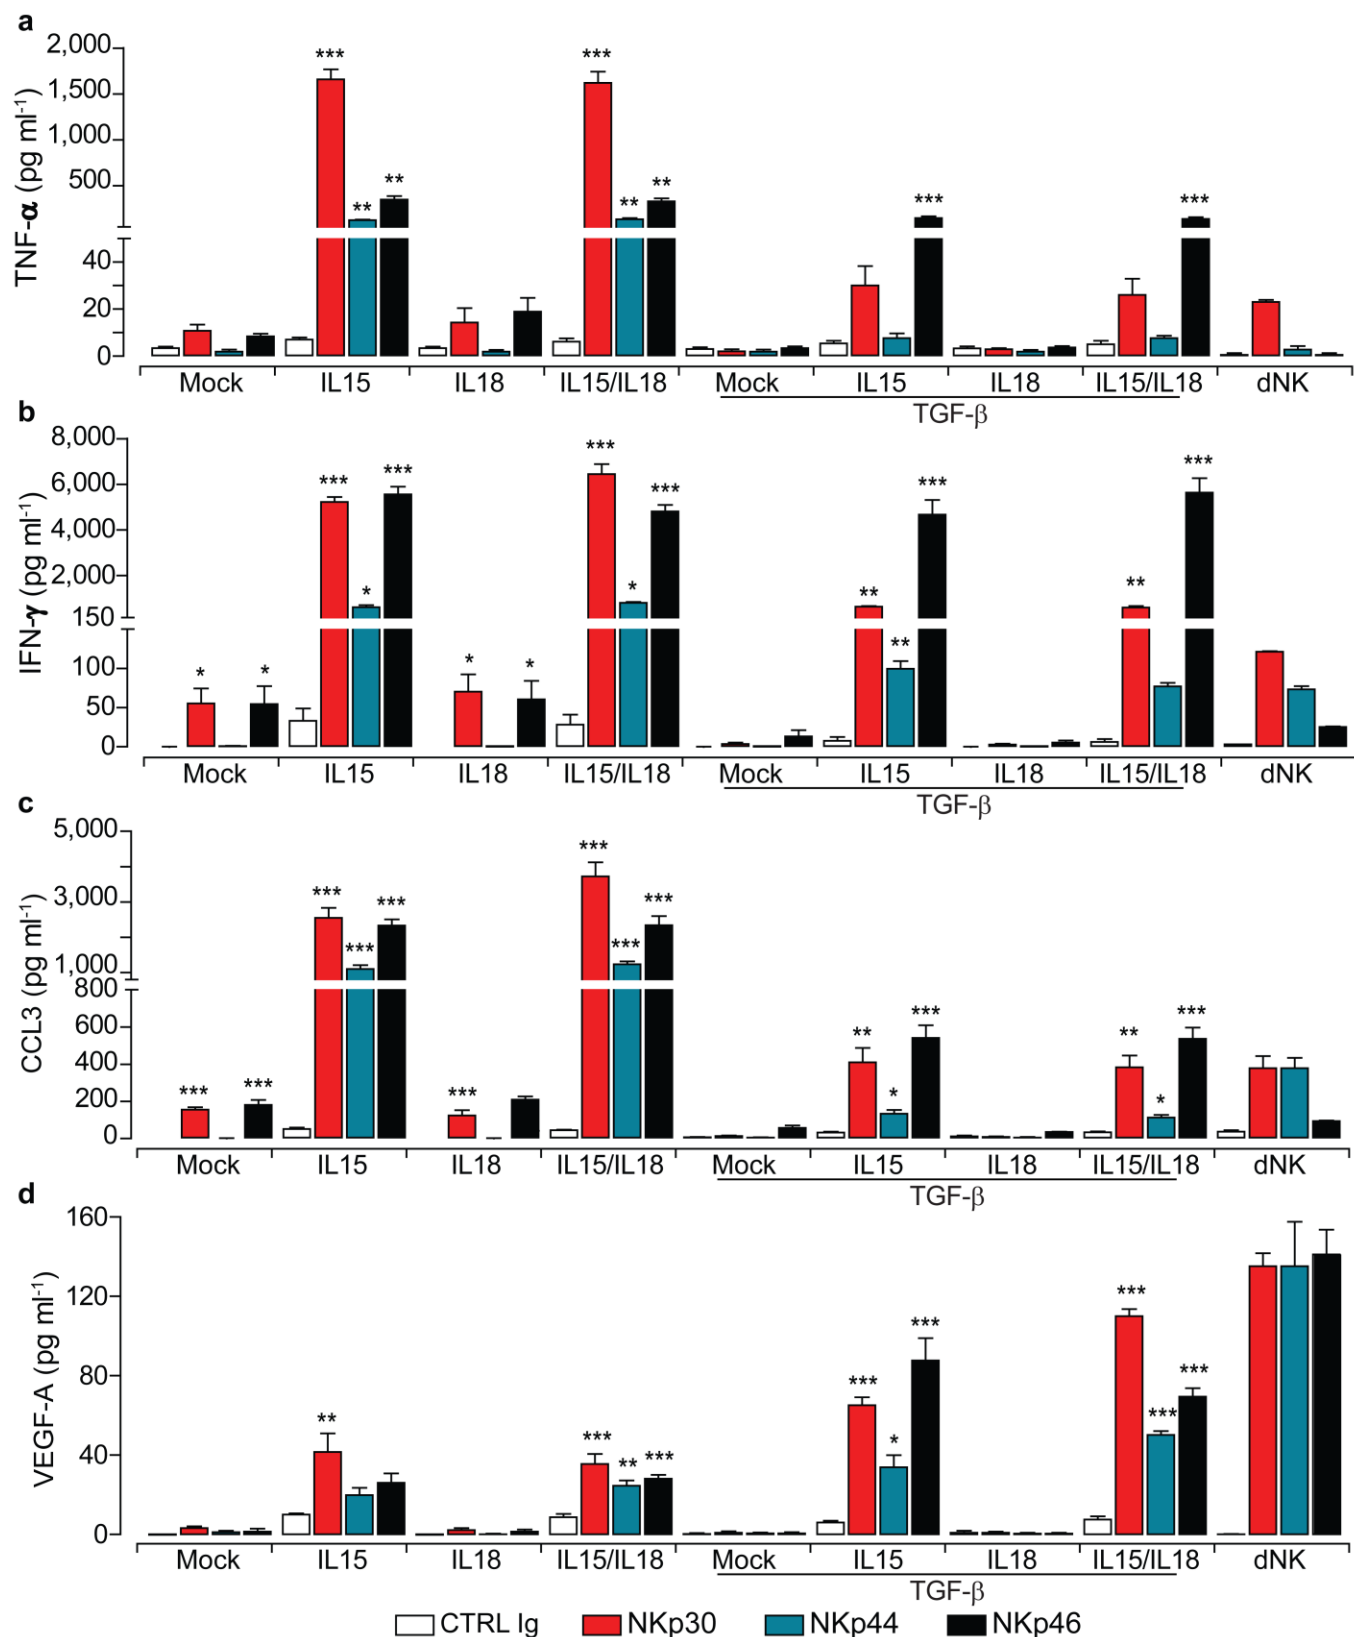 a
TNF-α (pg ml⁻¹)
2,000
1,500
1,000
500
40
20
0
*** ** ** *** ** ** *** ***
Mock IL15 IL18 IL15/IL18 Mock IL15 IL18 IL15/IL18 dNK
TGF-β
b
IFN-γ (pg ml⁻¹)
8,000
6,000
4,000
2,000
150
100
50
0
* * *** * *** * * *** * *** ** ** *** ** ***
Mock IL15 IL18 IL15/IL18 Mock IL15 IL18 IL15/IL18 dNK
TGF-β
c
CCL3 (pg ml⁻¹)
5,000
3,000
1,000
800
600
400
200
0
*** *** *** *** *** *** *** *** *** ** * *** ** * ***
Mock IL15 IL18 IL15/IL18 Mock IL15 IL18 IL15/IL18 dNK
TGF-β
d
VEGF-A (pg ml⁻¹)
160
120
80
40
0
** *** ** *** *** * *** *** *** ***
Mock IL15 IL18 IL15/IL18 Mock IL15 IL18 IL15/IL18 dNK
TGF-β
CTRL Ig NKp30 NKp44 NKp46